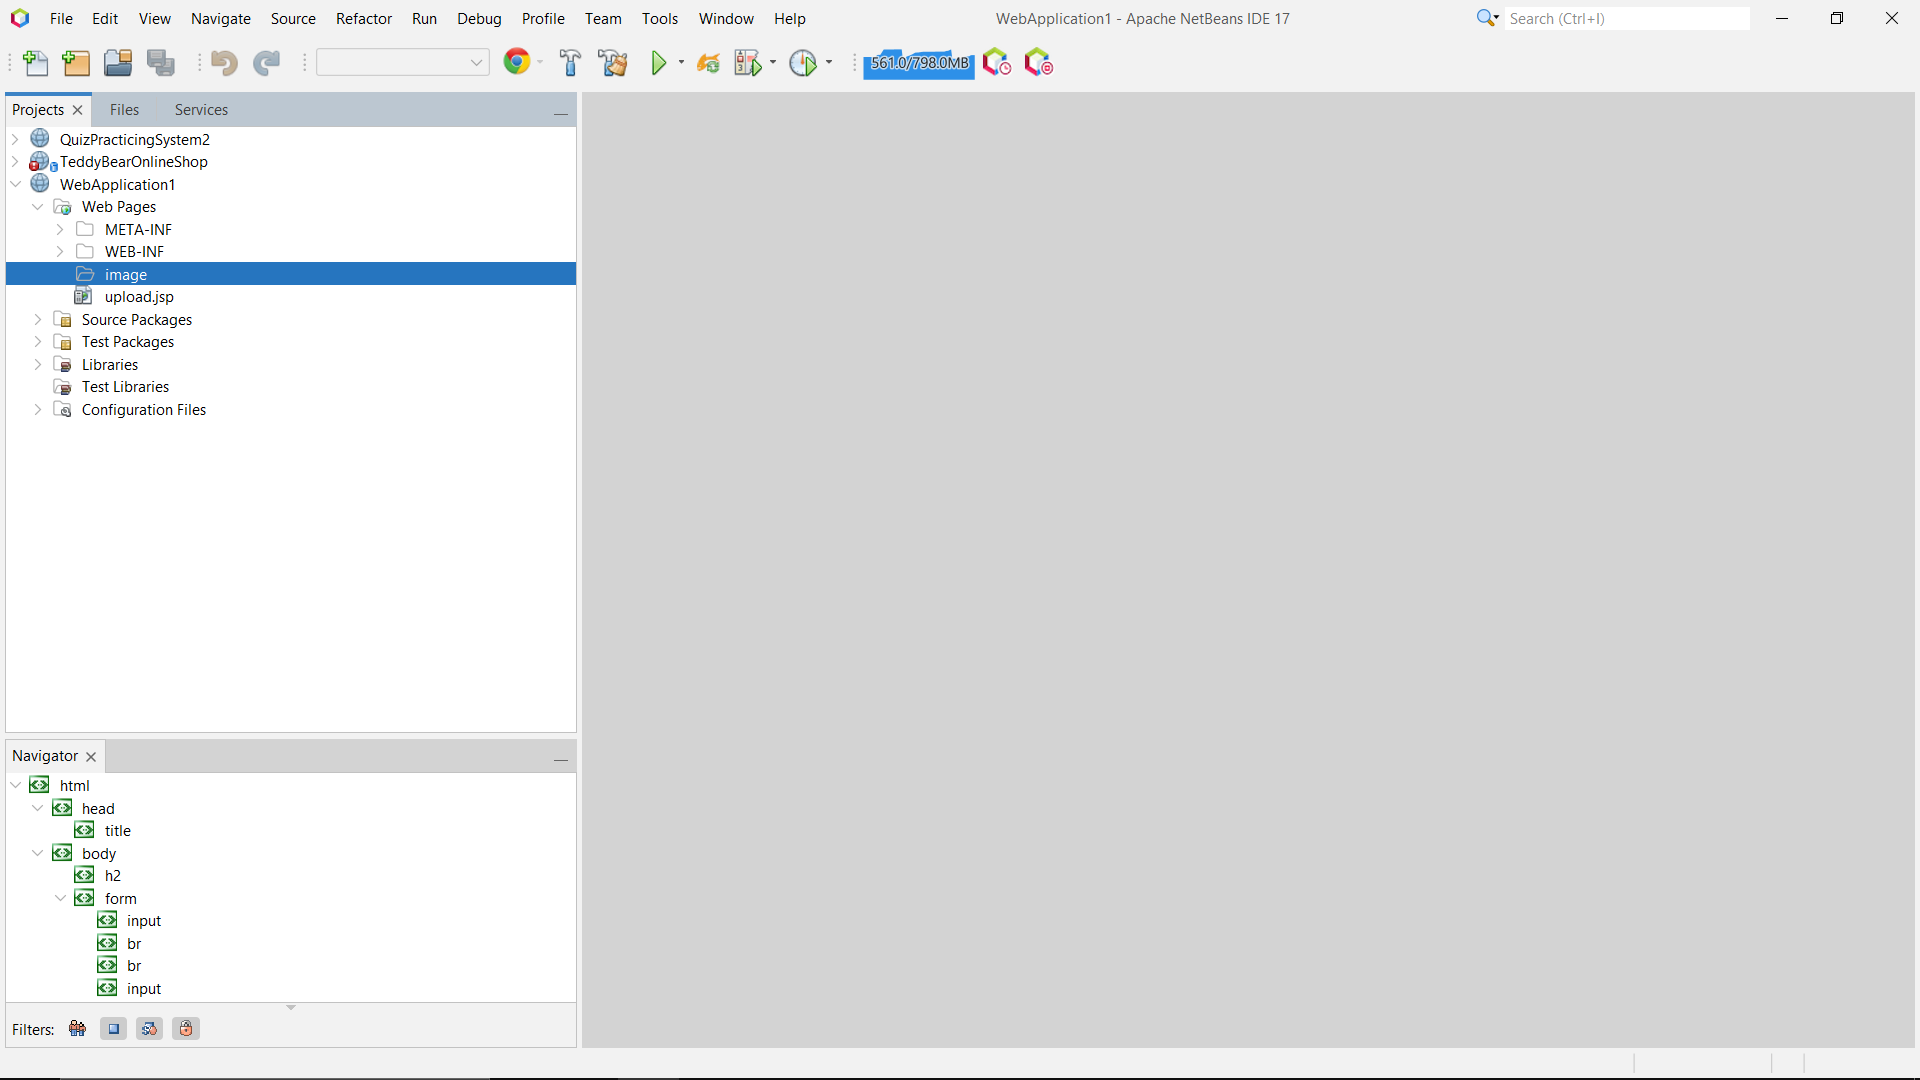 File Edit View Navigate Source Refactor Run Debug Profile Team Tools Window Help
WebApplication1 - Apache NetBeans IDE 17
Search (Ctrl+I)
561.0/798.0MB
Projects Files Services
QuizPracticingSystem2
TeddyBearOnlineShop
WebApplication1
Web Pages
META-INF
WEB-INF
image
upload.jsp
Source Packages
Test Packages
Libraries
Test Libraries
Configuration Files
Navigator
html
head
title
body
h2
form
input
br
br
input
Filters: